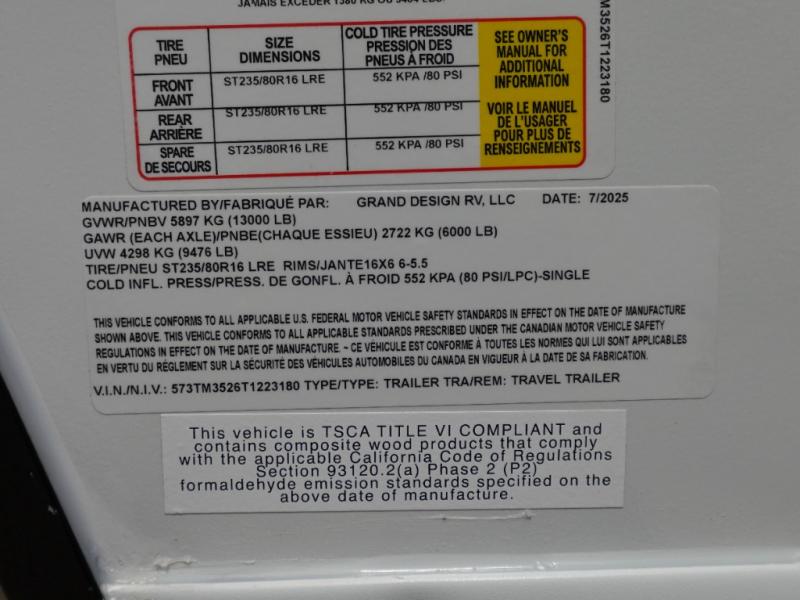 JAMAIS EXCÉDER 1580 KG OU 3484 LBS.
TIRE
PNEU
SIZE
DIMENSIONS
COLD TIRE PRESSURE
PRESSION DES
PNEUS À FROID
SEE OWNER'S
MANUAL FOR
ADDITIONAL
INFORMATION
VOIR LE MANUEL
DE L'USAGER
POUR PLUS DE
RENSEIGNEMENTS
FRONT
AVANT
ST235/80R16 LRE
552 KPA /80 PSI
REAR
ARRIÈRE
ST235/80R16 LRE
552 KPA /80 PSI
SPARE
DE SECOURS
ST235/80R16 LRE
552 KPA /80 PSI
TM3526T1223180
MANUFACTURED BY/FABRIQUÉ PAR: GRAND DESIGN RV, LLC DATE: 7/2025
GVWR/PNBV 5897 KG (13000 LB)
GAWR (EACH AXLE)/PNBE(CHAQUE ESSIEU) 2722 KG (6000 LB)
UVW 4298 KG (9476 LB)
TIRE/PNEU ST235/80R16 LRE RIMS/JANTE16X6 6-5.5
COLD INFL. PRESS/PRESS. DE GONFL. À FROID 552 KPA (80 PSI/LPC)-SINGLE
THIS VEHICLE CONFORMS TO ALL APPLICABLE U.S. FEDERAL MOTOR VEHICLE SAFETY STANDARDS IN EFFECT ON THE DATE OF MANUFACTURE
SHOWN ABOVE. THIS VEHICLE CONFORMS TO ALL APPLICABLE STANDARDS PRESCRIBED UNDER THE CANADIAN MOTOR VEHICLE SAFETY
REGULATIONS IN EFFECT ON THE DATE OF MANUFACTURE. ~ CE VÉHICULE EST CONFORME À TOUTES LES NORMES QUI LUI SONT APPLICABLES
EN VERTU DU RÈGLEMENT SUR LA SÉCURITÉ DES VÉHICULES AUTOMOBILES DU CANADA EN VIGUEUR À LA DATE DE SA FABRICATION.
V.I.N./N.I.V.: 573TM3526T1223180 TYPE/TYPE: TRAILER TRA/REM: TRAVEL TRAILER
This vehicle is TSCA TITLE VI COMPLIANT and
contains composite wood products that comply
with the applicable California Code of Regulations
Section 93120.2(a) Phase 2 (P2)
formaldehyde emission standards specified on the
above date of manufacture.